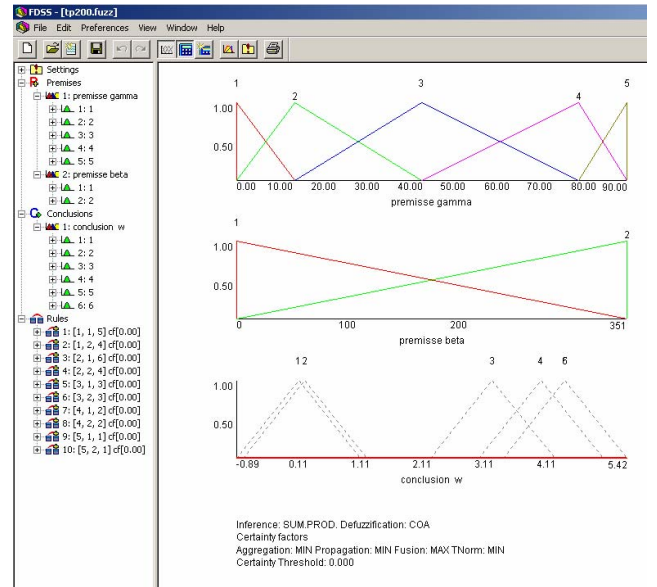 FDSS - [tp200.fuzz]
File Edit Preferences View Window Help
Settings
Premises
1: premisse gamma
1: 1
2: 2
3: 3
4: 4
5: 5
2: premisse beta
1: 1
2: 2
Conclusions
1: conclusion w
1: 1
2: 2
3: 3
4: 4
5: 5
6: 6
Rules
1: [1, 1, 5] cf[0.00]
2: [1, 2, 4] cf[0.00]
3: [2, 1, 6] cf[0.00]
4: [2, 2, 4] cf[0.00]
5: [3, 1, 3] cf[0.00]
6: [3, 2, 3] cf[0.00]
7: [4, 1, 2] cf[0.00]
8: [4, 2, 2] cf[0.00]
9: [5, 1, 1] cf[0.00]
10: [5, 2, 1] cf[0.00]
1 2 3 4 5
1.00
0.50
0.00 10.00 20.00 30.00 40.00 50.00 60.00 70.00 80.00 90.00
premisse gamma
1 2
1.00
0.50
0 100 200 351
premisse beta
1 2 3 4
1.00
0.50
-0.89 0.11 1.11 2.11 3.11 4.11 5.42
conclusion w
Inference: SUM.PROD. Defuzzification: COA
Certainty factors
Aggregation: MIN Propagation: MIN Fusion: MAX TNorm: MIN
Certainty Threshold: 0.000